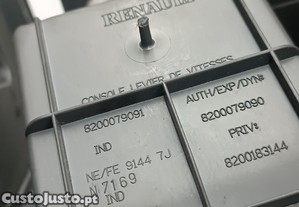 RENAULT
CONSOLE LEVIER DE VITESSES
8200079091
IND
NE/FE 9144 7J
N 7169
IND
AUTH/EXP/DYN:
8200079090
PRIV:
8200183144
CustoJusto.pt